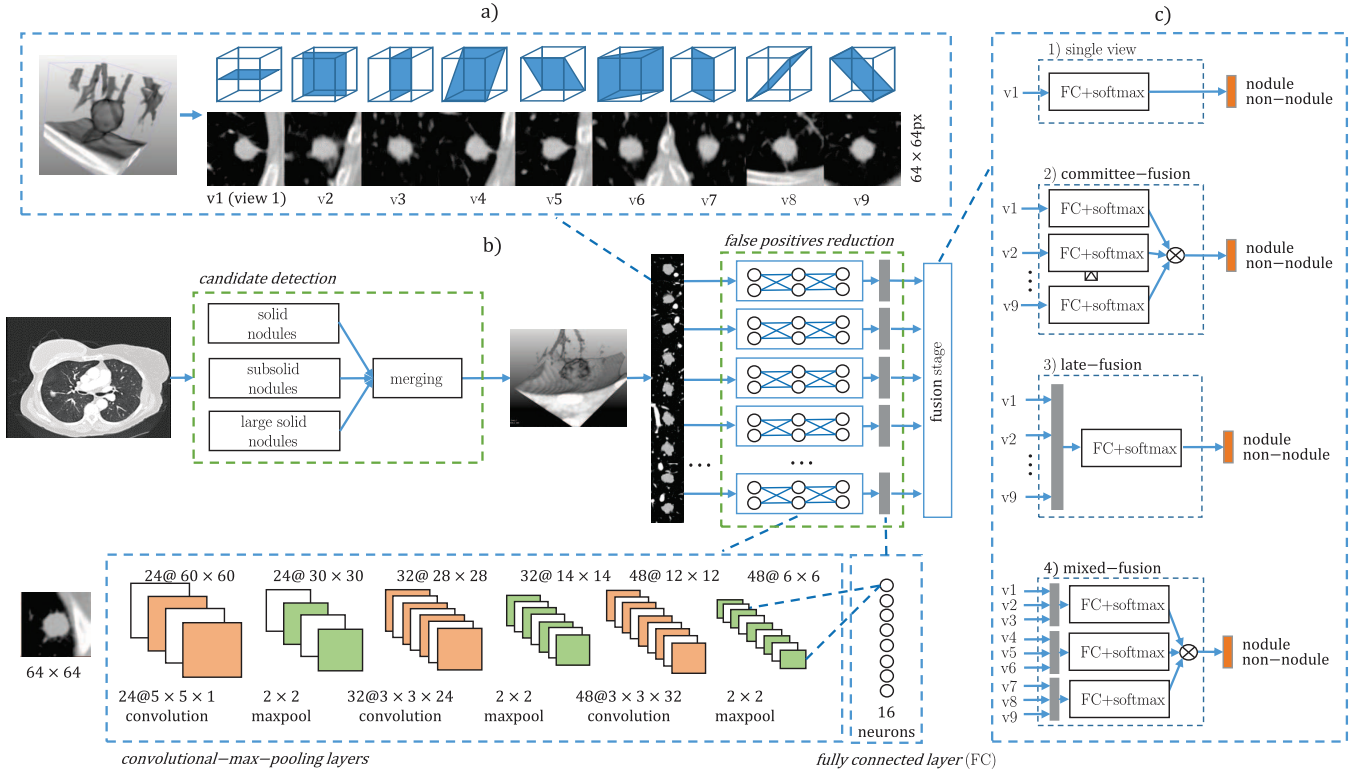 a)
64 × 64px
v1 (view 1) v2 v3 v4 v5 v6 v7 v8 v9
b)
candidate detection
solid
nodules
subsolid
nodules
large solid
nodules
merging
false positives reduction
...
...
fusion stage
24@ 60 × 60 24@ 30 × 30 32@ 28 × 28 32@ 14 × 14 48@ 12 × 12 48@ 6 × 6
64 × 64
24@5 × 5 × 1
convolution
2 × 2
maxpool
32@3 × 3 × 24
convolution
2 × 2
maxpool
48@3 × 3 × 32
convolution
2 × 2
maxpool
16
neurons
convolutional−max−pooling layers
fully connected layer (FC)
c)
1) single view
v1
FC+softmax
nodule
non−nodule
2) committee−fusion
v1
FC+softmax
v2
FC+softmax
v9
FC+softmax
nodule
non−nodule
3) late−fusion
v1
v2
v9
FC+softmax
nodule
non−nodule
4) mixed−fusion
v1
v2
v3
FC+softmax
v4
v5
v6
FC+softmax
v7
v8
v9
FC+softmax
nodule
non−nodule